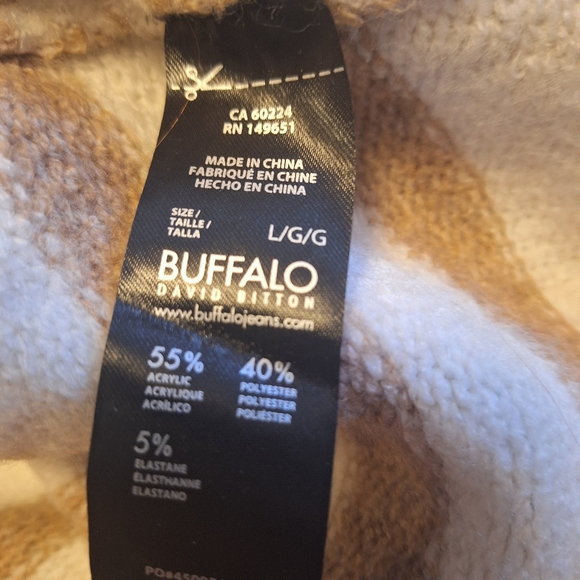 CA 60224
RN 149651
MADE IN CHINA
FABRIQUÉ EN CHINE
HECHO EN CHINA
SIZE /
TAILLE /
TALLA
L/G/G
BUFFALO
DAVID BITTON
www.buffalojeans.com
55%
ACRYLIC
ACRYLIQUE
ACRÍLICO
40%
POLYESTER
POLYESTER
POLIÉSTER
5%
ELASTANE
ÉLASTHANNE
ELASTANO